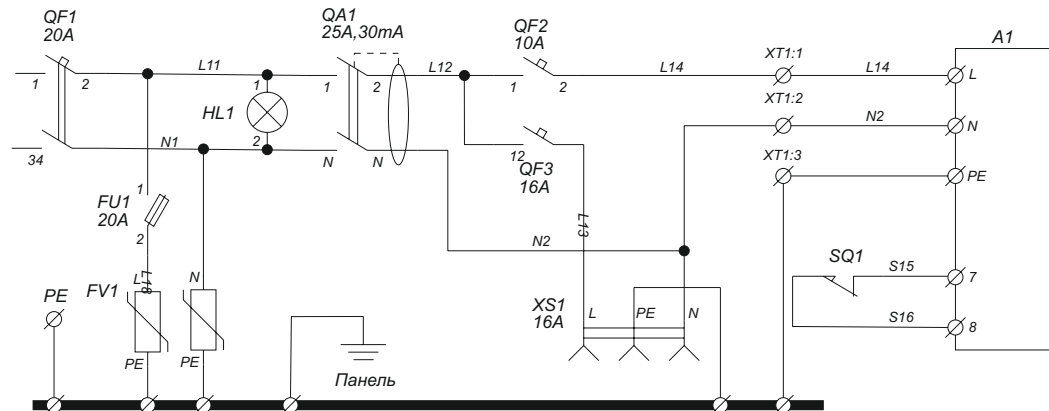 QF1
20A
QA1
25A,30mA
QF2
10A
A1
XT1:1
L11
L12
L14
L14
L
1
2
1
1
2
1
2
HL1
XT1:2
N2
N
2
N1
34
N
N
12
QF3
16A
XT1:3
PE
1
FU1
20A
2
L13
N2
SQ1
S15
7
L18
L
N
FV1
PE
XS1
16A
L
PE
N
S16
8
PE
PE
Панель